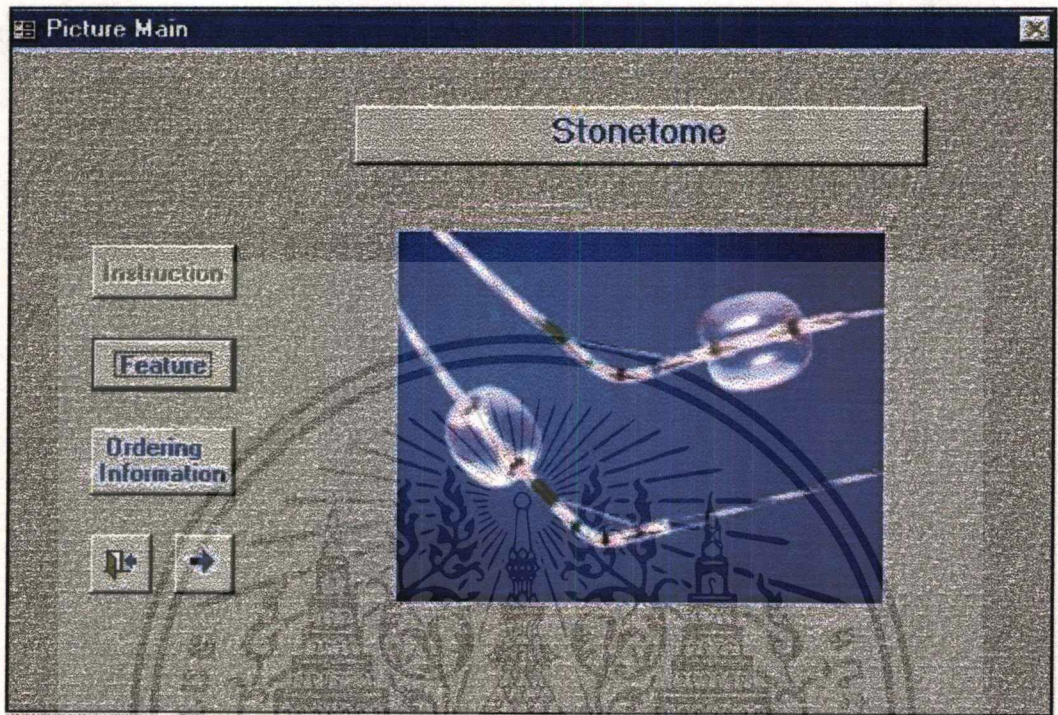 Picture Main
Stonetome
Instruction
Feature
Ordering
Information